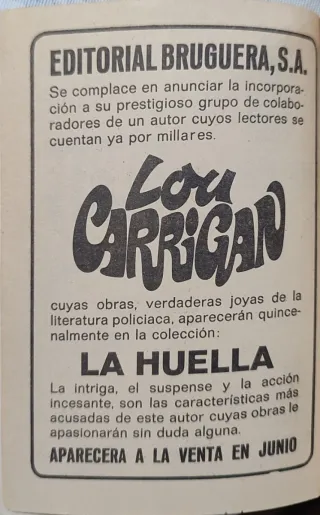 EDITORIAL BRUGUERA, S.A.
Se complace en anunciar la incorpora-
ción a su prestigioso grupo de colabo-
radores de un autor cuyos lectores se
cuentan ya por millares.
Lou
CARRIGAN
cuyas obras, verdaderas joyas de la
literatura policiaca, aparecerán quince-
nalmente en la colección:
LA HUELLA
La intriga, el suspense y la acción
incesante, son las características más
acusadas de este autor cuyas obras le
apasionarán sin duda alguna.
APARECERA A LA VENTA EN JUNIO